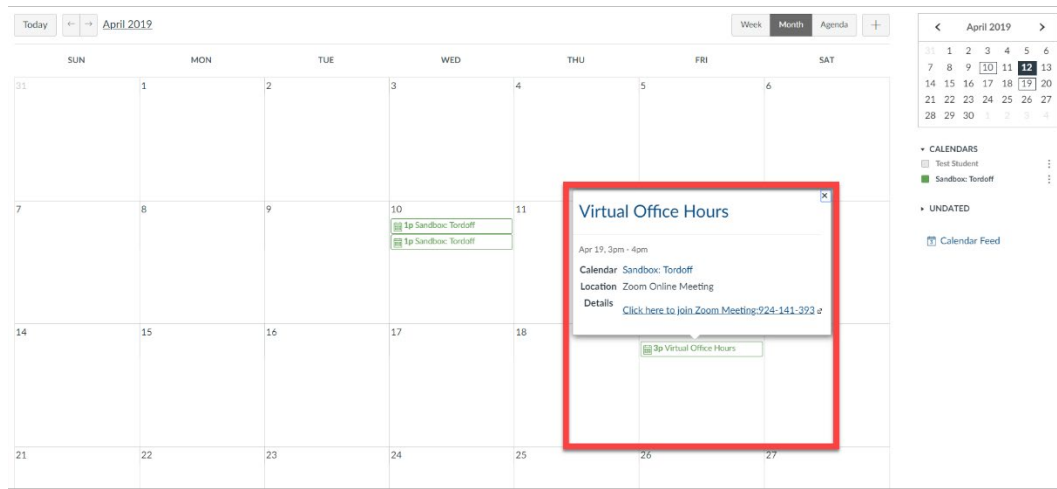 Today ← → April 2019 Week Month Agenda +
SUN MON TUE WED THU FRI SAT
31 1 2 3 4 5 6
7 8 9 10 11
1p Sandbox: Tordoff
1p Sandbox: Tordoff
Virtual Office Hours
Apr 19, 3pm - 4pm
Calendar Sandbox: Tordoff
Location Zoom Online Meeting
Details Click here to join Zoom Meeting:924-141-393
14 15 16 17 18
3p Virtual Office Hours
21 22 23 24 25 26 27
< April 2019 >
31 1 2 3 4 5 6
7 8 9 10 11 12 13
14 15 16 17 18 19 20
21 22 23 24 25 26 27
28 29 30 1 2 3 4
CALENDARS
Test Student
Sandbox: Tordoff
UNDATED
Calendar Feed